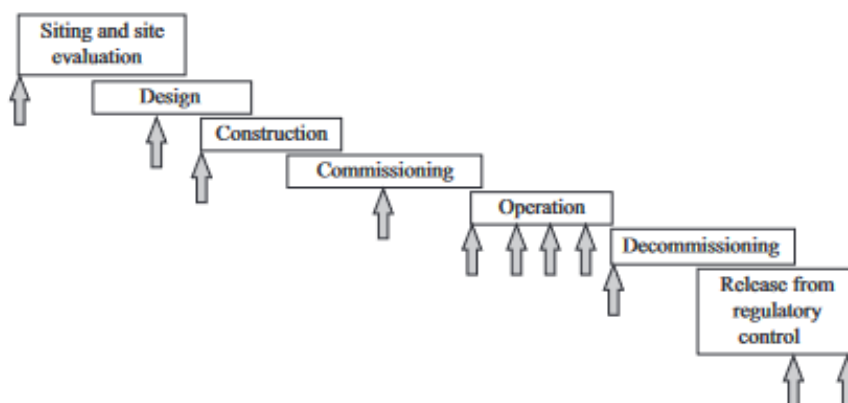 Siting and site
evaluation
Design
Construction
Commissioning
Operation
Decommissioning
Release from
regulatory
control